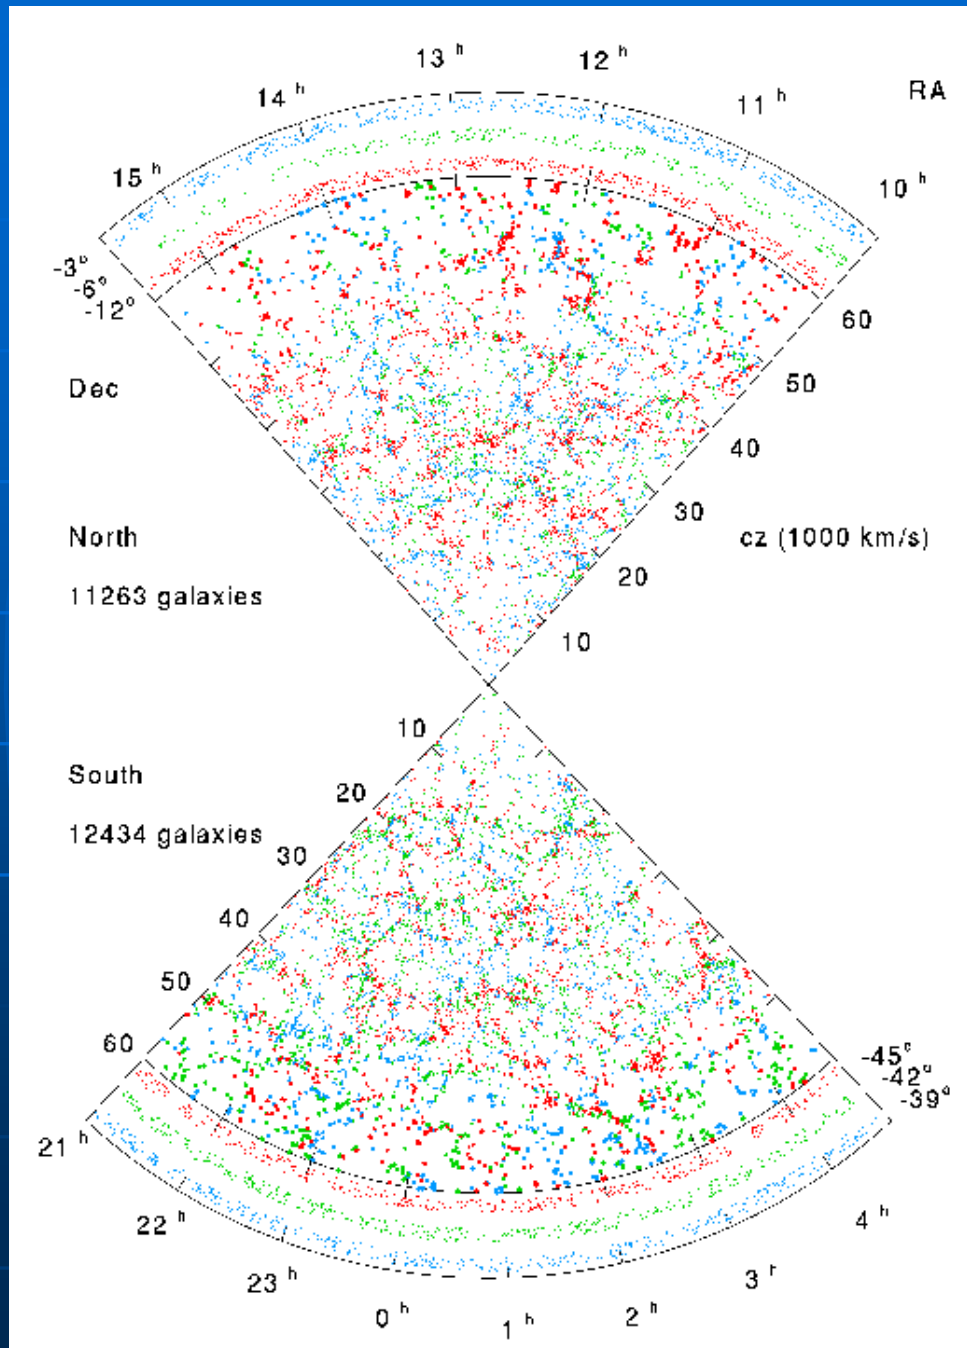 13 h
12 h
14 h
11 h
RA
15 h
10 h
-3°
-6°
-12°
60
50
Dec
40
30
North
cz (1000 km/s)
20
11263 galaxies
10
10
South
20
12434 galaxies
30
40
50
60
-45°
-42°
-39°
21 h
22 h
4 h
23 h
3 h
0 h
1 h
2 h